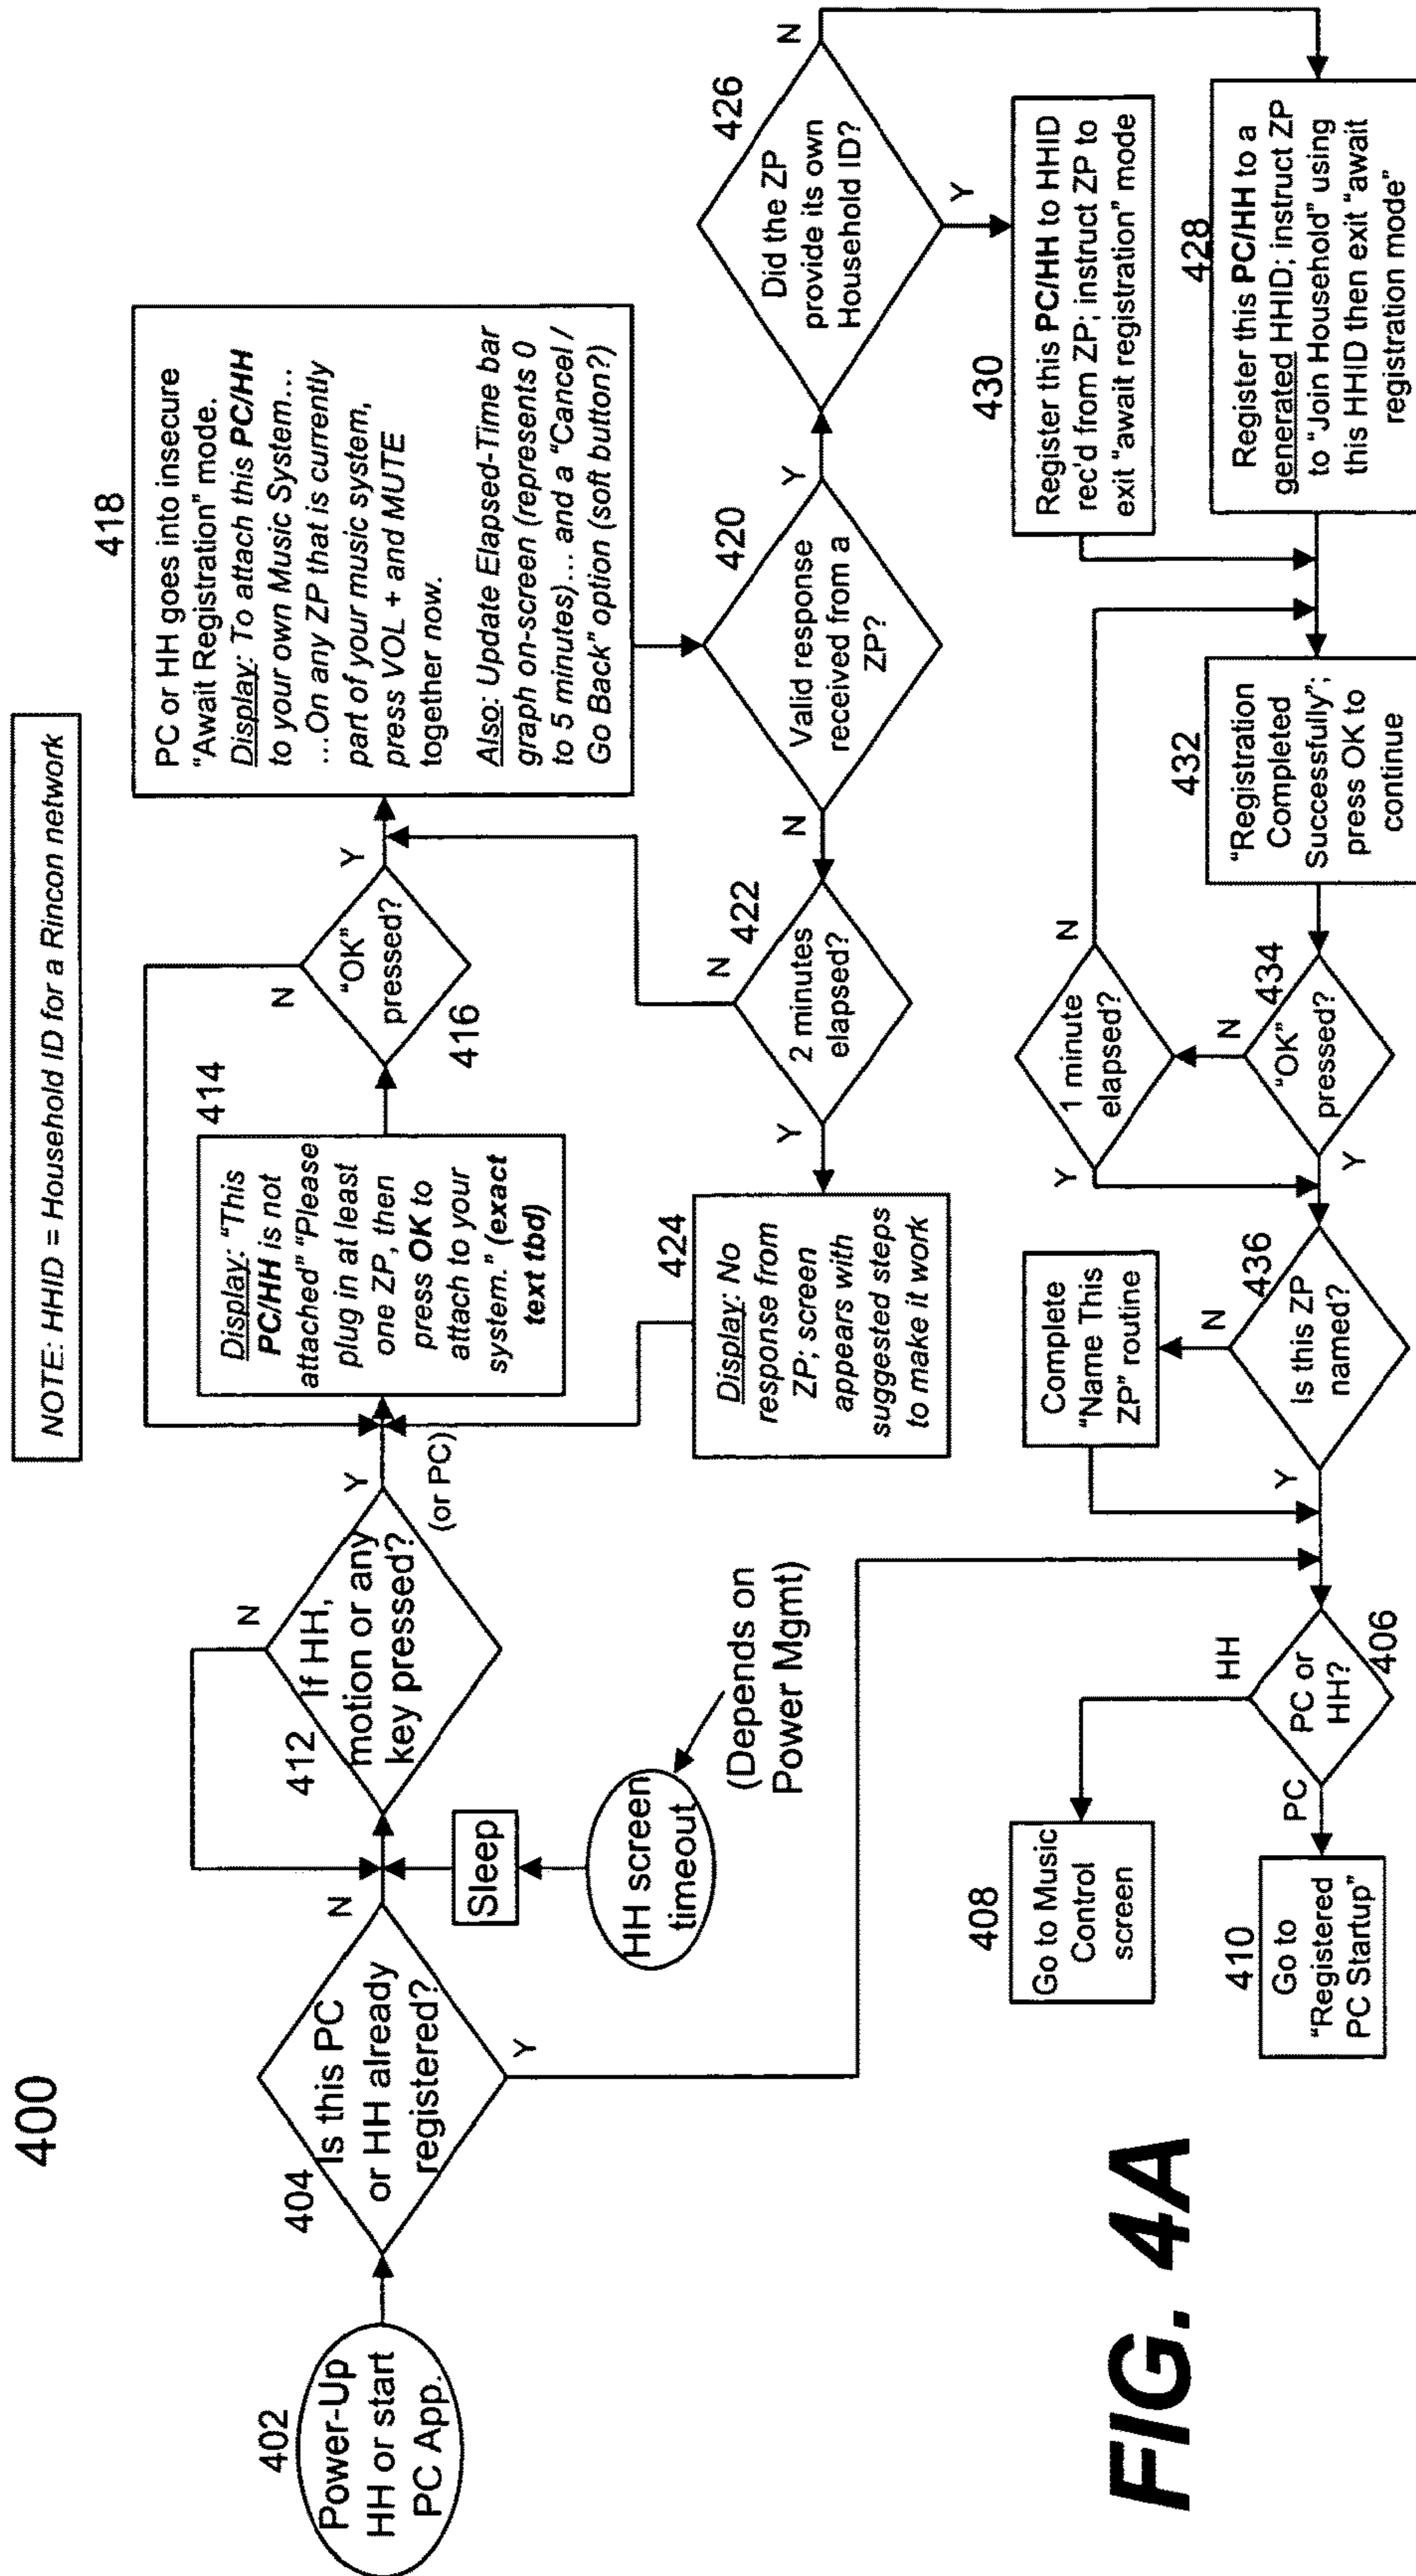 400
NOTE: HHID = Household ID for a Rincon network
402
Power-Up
HH or start
PC App.
404
Is this PC
or HH already
registered?
N
Y
Sleep
HH screen
timeout
(Depends on
Power Mgmt)
412
If HH,
motion or any
key pressed?
N
Y
(or PC)
414
Display: "This
PC/HH is not
attached" "Please
plug in at least
one ZP, then
press OK to
attach to your
system." (exact
text tbd)
416
"OK"
pressed?
N
Y
418
PC or HH goes into insecure
"Await Registration" mode.
Display: To attach this PC/HH
to your own Music System...
...On any ZP that is currently
part of your music system,
press VOL + and MUTE
together now.
Also: Update Elapsed-Time bar
graph on-screen (represents 0
to 5 minutes)... and a "Cancel /
Go Back" option (soft button?)
420
Valid response
received from a
ZP?
N
Y
422
2 minutes
elapsed?
N
Y
424
Display: No
response from
ZP; screen
appears with
suggested steps
to make it work
426
Did the ZP
provide its own
Household ID?
N
Y
430
Register this PC/HH to HHID
rec'd from ZP; instruct ZP to
exit "await registration" mode
428
Register this PC/HH to a
generated HHID; instruct ZP
to "Join Household" using
this HHID then exit "await
registration mode"
432
"Registration
Completed
Successfully";
press OK to
continue
434
"OK"
pressed?
N
Y
1 minute
elapsed?
N
Y
436
Is this ZP
named?
N
Y
Complete
"Name This
ZP" routine
406
PC or
HH?
HH
PC
408
Go to Music
Control
screen
410
Go to
"Registered
PC Startup"
FIG. 4A